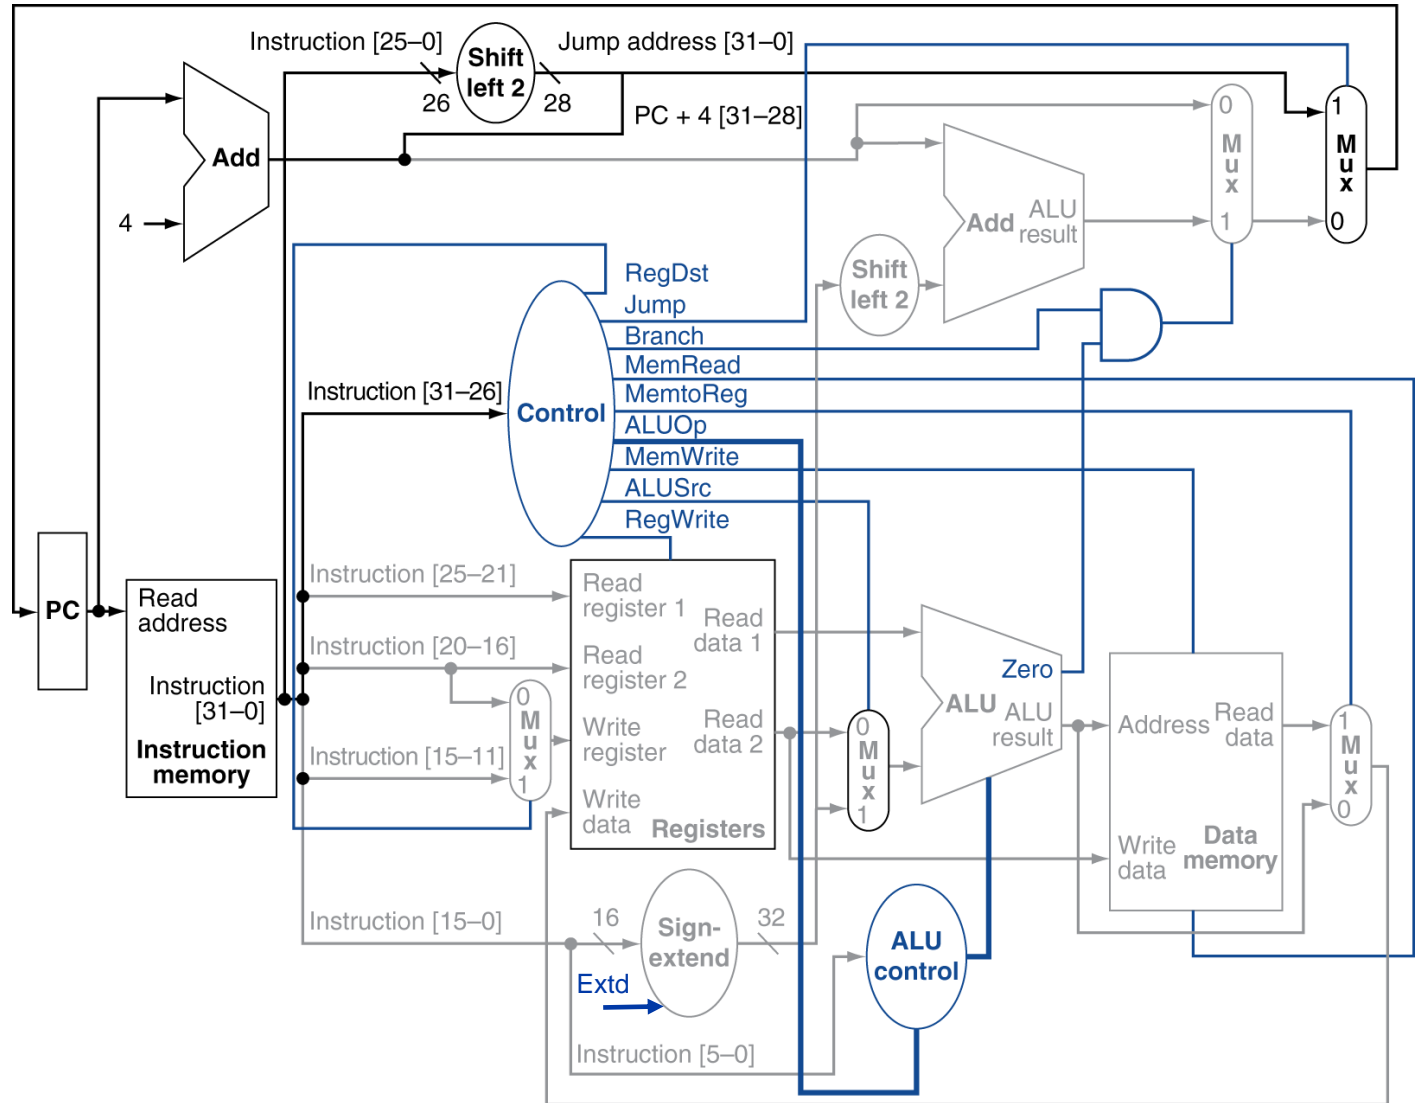 Instruction [25–0]
Shift
left 2
Jump address [31–0]
26
28
PC + 4 [31–28]
Add
4
0
M
u
x
1
1
M
u
x
0
Add
ALU
result
Shift
left 2
RegDst
Jump
Branch
MemRead
MemtoReg
ALUOp
MemWrite
ALUSrc
RegWrite
Instruction [31–26]
Control
PC
Read
address
Instruction
[31–0]
Instruction
memory
Instruction [25–21]
Instruction [20–16]
Instruction [15–11]
0
M
u
x
1
Read
register 1
Read
register 2
Write
register
Write
data
Read
data 1
Read
data 2
Registers
0
M
u
x
1
Zero
ALU
ALU
result
Address
Read
data
Write
data
Data
memory
1
M
u
x
0
Instruction [15–0]
16
Sign-
extend
32
Extd
ALU
control
Instruction [5–0]